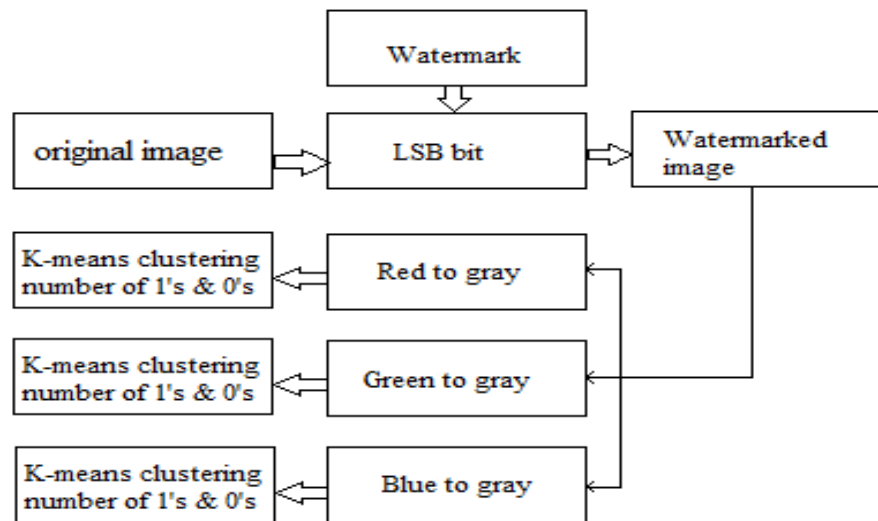 Watermark
original image
LSB bit
Watermarked
image
K-means clustering
number of 1's & 0's
Red to gray
K-means clustering
number of 1's & 0's
Green to gray
K-means clustering
number of 1's & 0's
Blue to gray